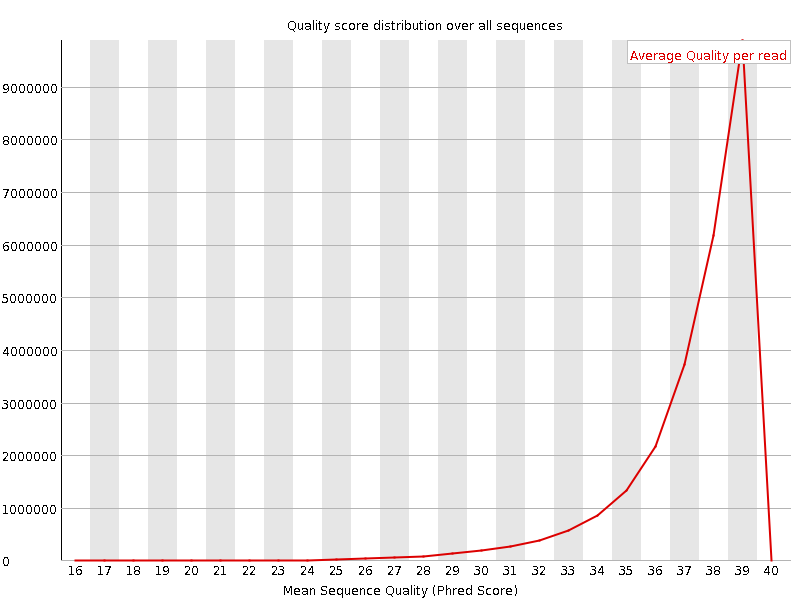 Quality score distribution over all sequences
Average Quality per read
9000000
8000000
7000000
6000000
5000000
4000000
3000000
2000000
1000000
0
16 17 18 19 20 21 22 23 24 25 26 27 28 29 30 31 32 33 34 35 36 37 38 39 40
Mean Sequence Quality (Phred Score)